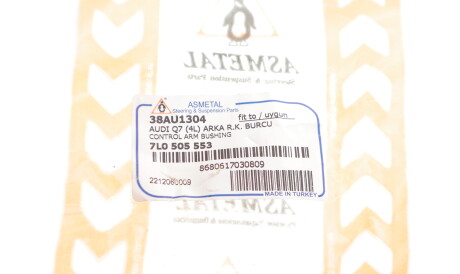 ASMETAL
Steering & Suspension Parts
ASMETAL
Steering & Suspension Parts
38AU1304 fit to / uygun
AUDI Q7 (4L) ARKA R.K. BURCU
CONTROL ARM BUSHING
7L0 505 553
8680617030809
2212060009
MADE IN TURKEY
ASMETAL